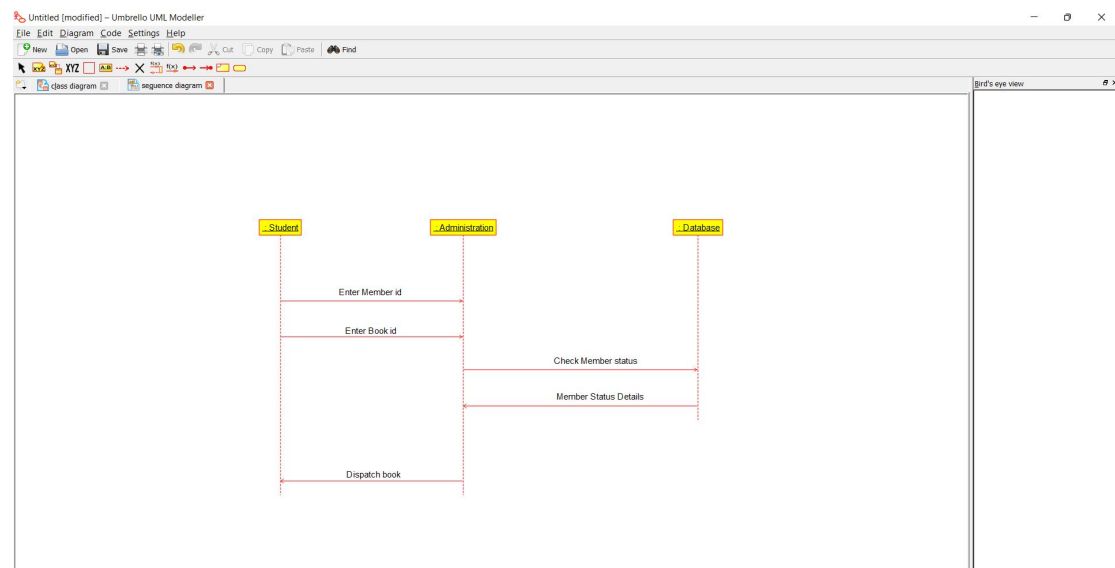 Untitled [modified] – Umbrello UML Modeller
File Edit Diagram Code Settings Help
New Open Save Cut Copy Paste Find
XYZ XYZ A:B f(x) f(x)
class diagram sequence diagram Bird's eye view
: Student : Administration : Database
Enter Member id
Enter Book id
Check Member status
Member Status Details
Dispatch book